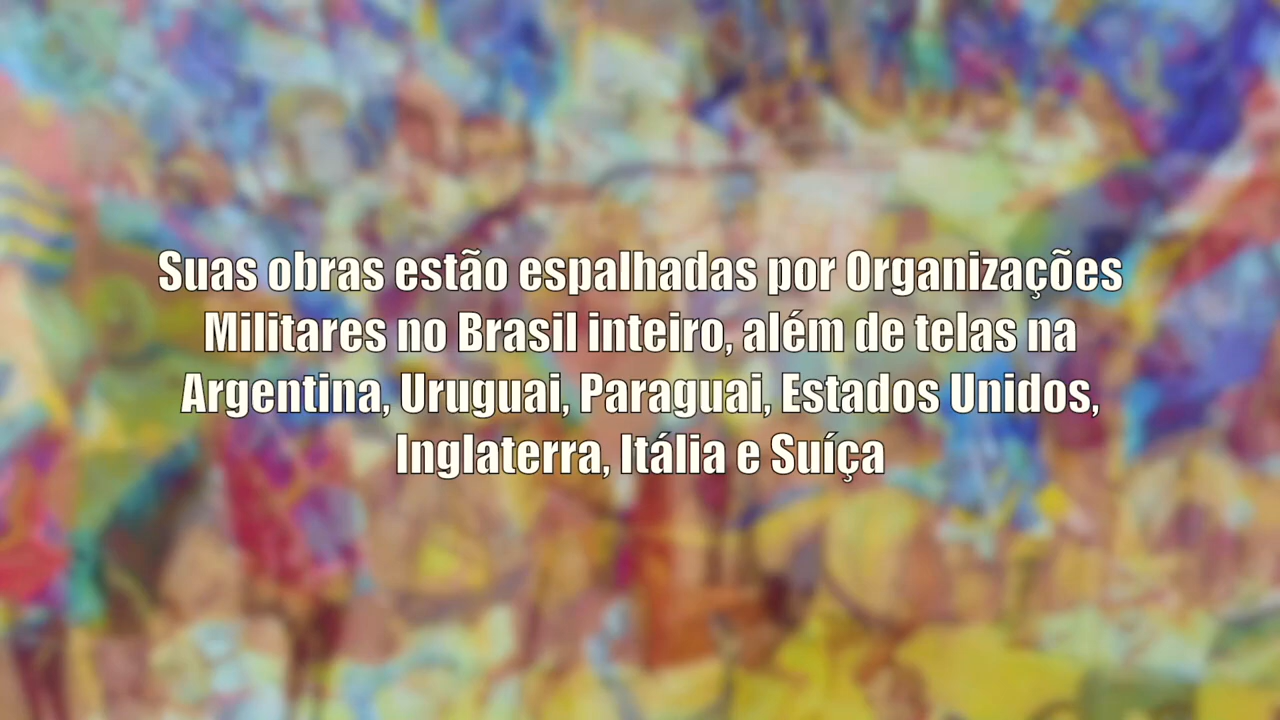 Suas obras estão espalhadas por Organizações
Militares no Brasil inteiro, além de telas na
Argentina, Uruguai, Paraguai, Estados Unidos,
Inglaterra, Itália e Suíça